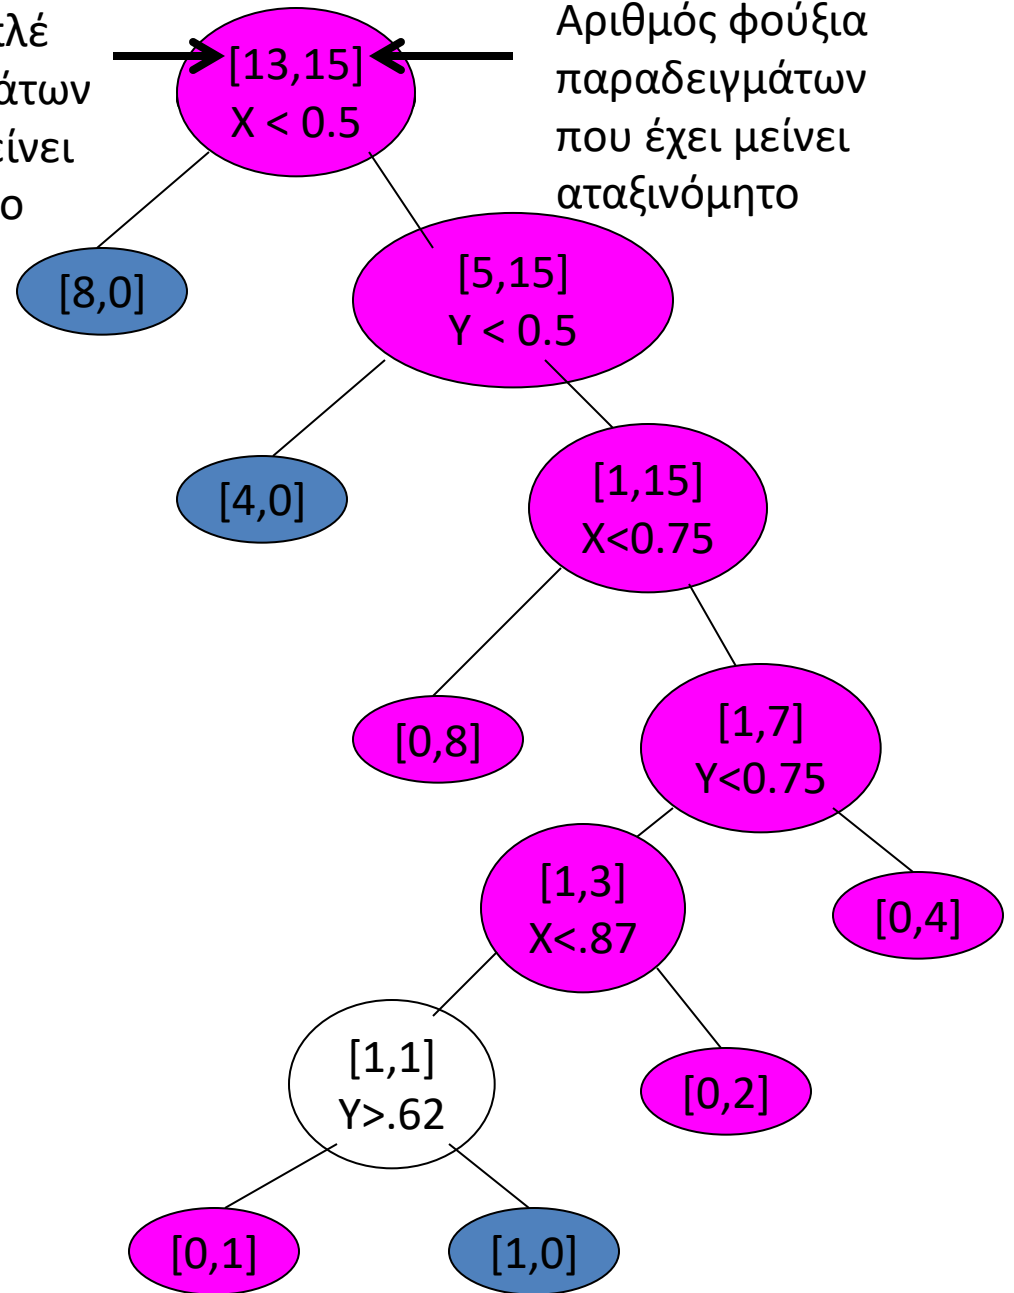 Αριθμός φούξια
παραδειγμάτων
που έχει μείνει
αταξινόμητο
[13,15]
X < 0.5
[8,0]
[5,15]
Y < 0.5
[4,0]
[1,15]
X<0.75
[0,8]
[1,7]
Y<0.75
[1,3]
X<.87
[0,4]
[1,1]
Y>.62
[0,2]
[0,1]
[1,0]